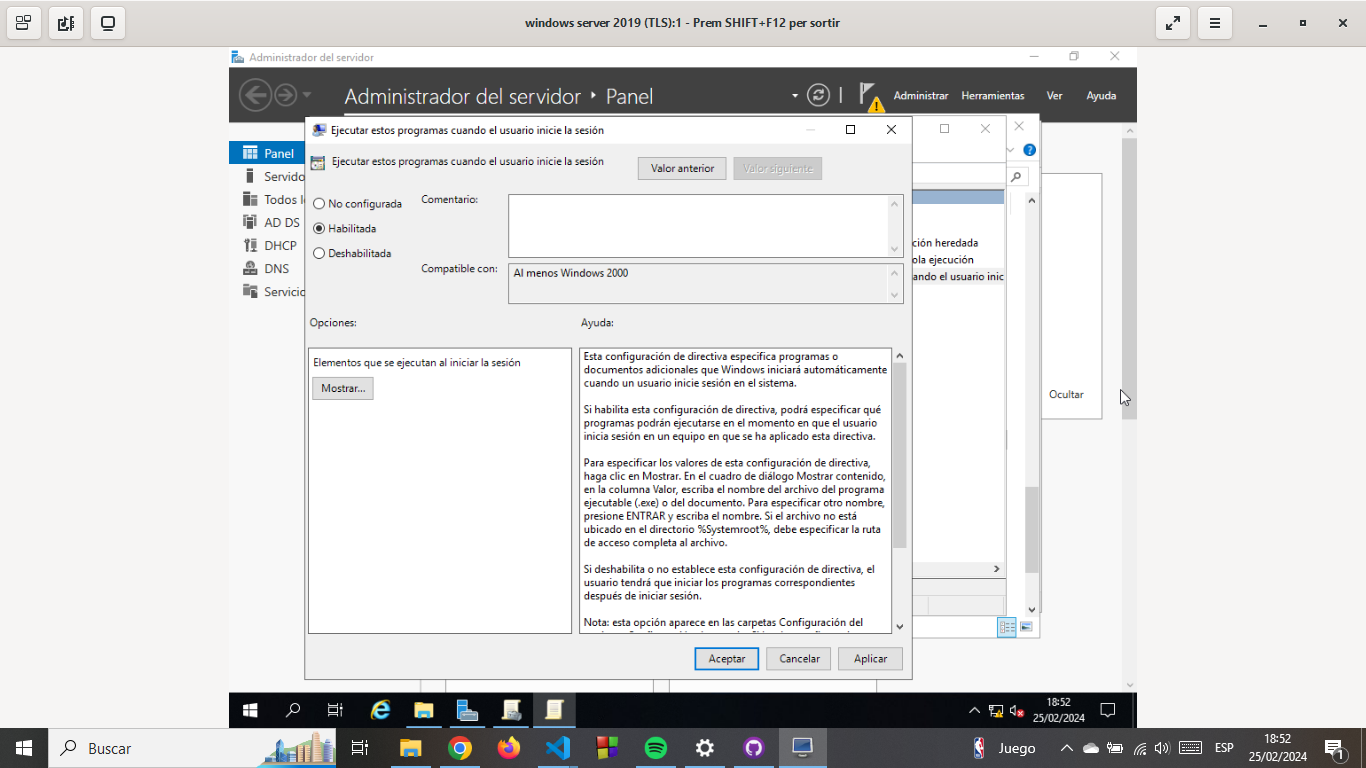 windows server 2019 (TLS):1 - Prem SHIFT+F12 per sortir
Administrador del servidor
Administrador del servidor
Panel
Administrar
Herramientas
Ver
Ayuda
Panel
Todos l
AD DS
DHCP
DNS
Servicio
Ejecutar estos programas cuando el usuario inicie la sesión
Ejecutar estos programas cuando el usuario inicie la sesión
Valor anterior
Valor siguiente
No configurada
Habilitada
Deshabilitada
Comentario:
Compatible con:
Al menos Windows 2000
Opciones:
Ayuda:
Elementos que se ejecutan al iniciar la sesión
Mostrar...
Esta configuración de directiva especifica programas o
documentos adicionales que Windows iniciará automáticamente
cuando un usuario inicie sesión en el sistema.
Si habilita esta configuración de directiva, podrá especificar qué
programas podrán ejecutarse en el momento en que el usuario
inicia sesión en un equipo en que se ha aplicado esta directiva.
Para especificar los valores de esta configuración de directiva,
haga clic en Mostrar. En el cuadro de diálogo Mostrar contenido,
en la columna Valor, escriba el nombre del archivo del programa
ejecutable (.exe) o del documento. Para especificar otro nombre,
presione ENTRAR y escriba el nombre. Si el archivo no está
ubicado en el directorio %Systemroot%, debe especificar la ruta
de acceso completa al archivo.
Si deshabilita o no establece esta configuración de directiva, el
usuario tendrá que iniciar los programas correspondientes
después de iniciar sesión.
Nota: esta opción aparece en las carpetas Configuración del
Aceptar
Cancelar
Aplicar
ción heredada
ola ejecución
ando el usuario inic
Ocultar
18:52
25/02/2024
Buscar
Juego
ESP
18:52
25/02/2024
1